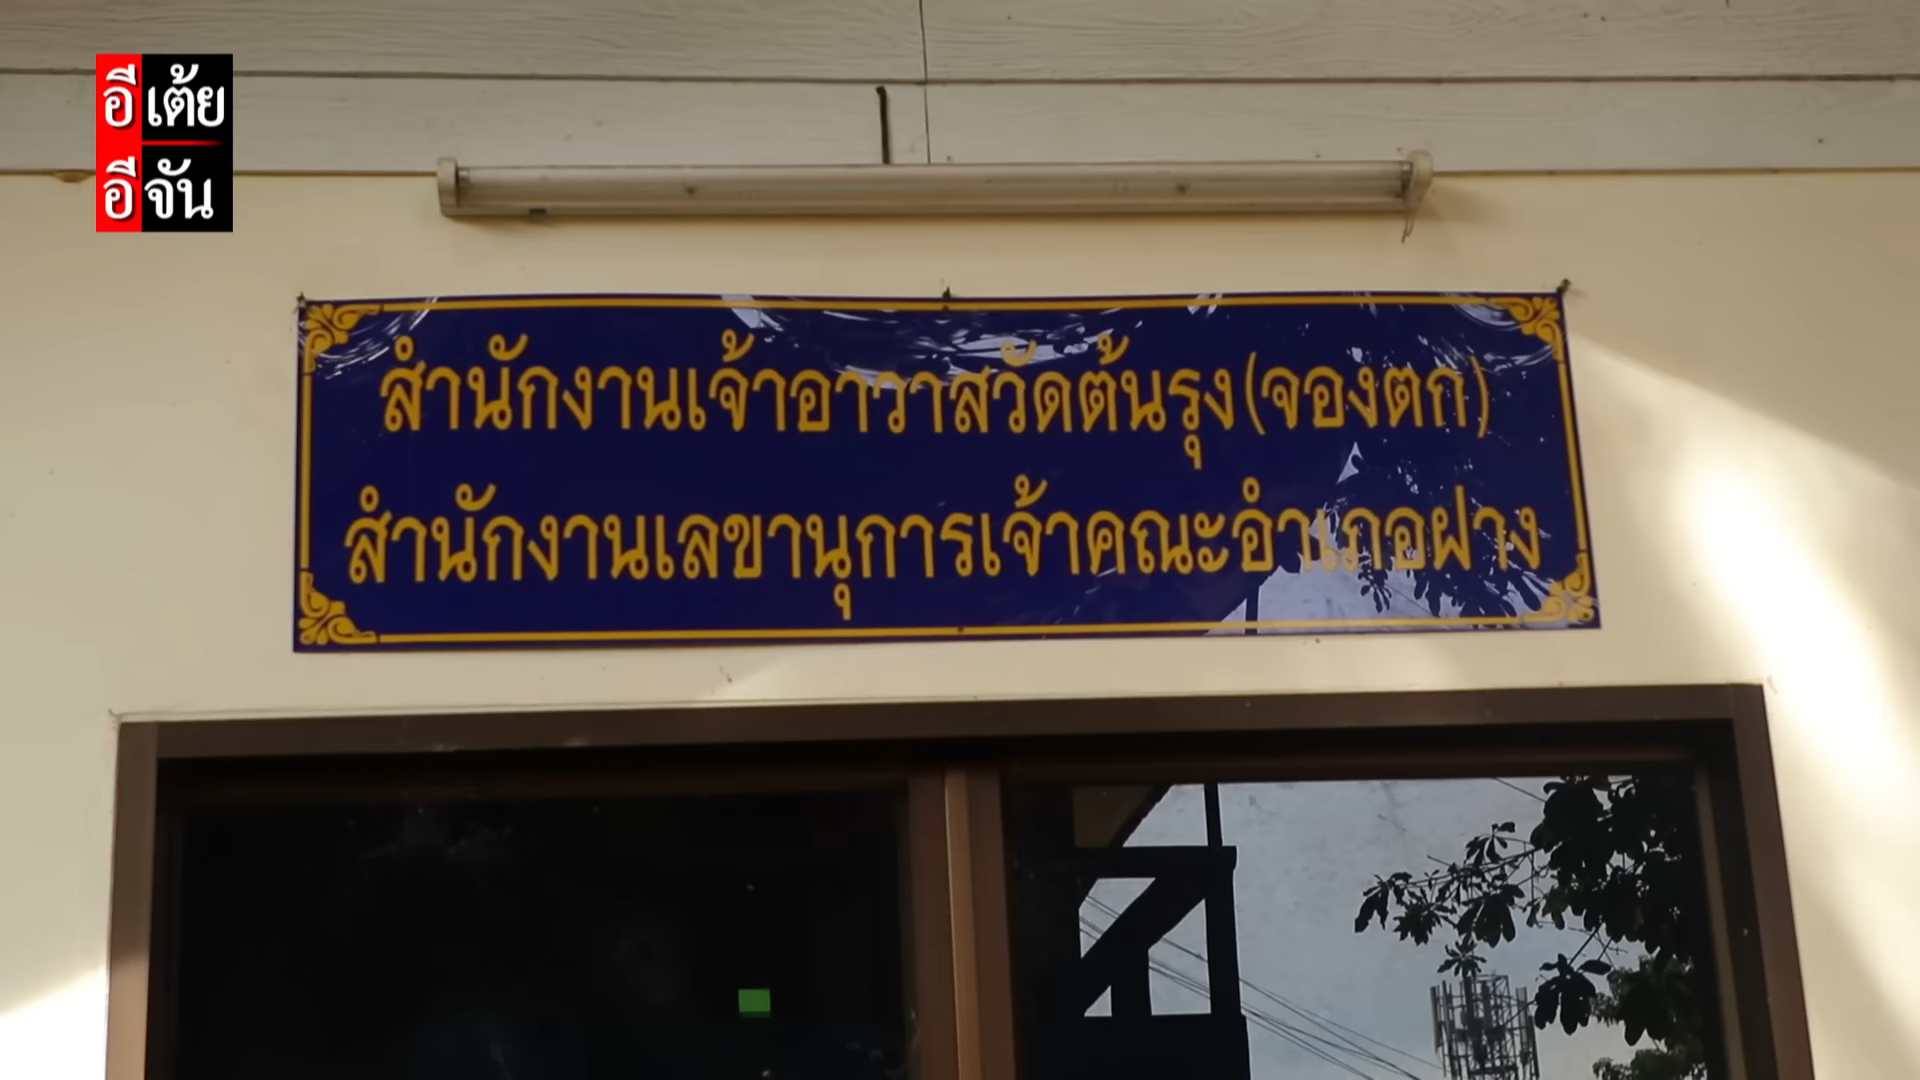 อีเต้ย
อีจัน
สำนักงานเจ้าอาวาสวัดต้นรุง(จองตก)
สำนักงานเลขานุการเจ้าคณะอำเภอฝาง